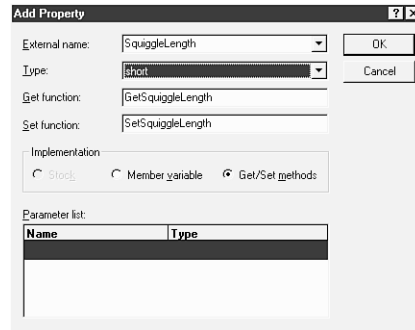 Add Property
External name: SquiggleLength OK
Type: short Cancel
Get function: GetSquiggleLength
Set function: SetSquiggleLength
Implementation
Stock Member variable Get/Set methods
Parameter list:
Name Type